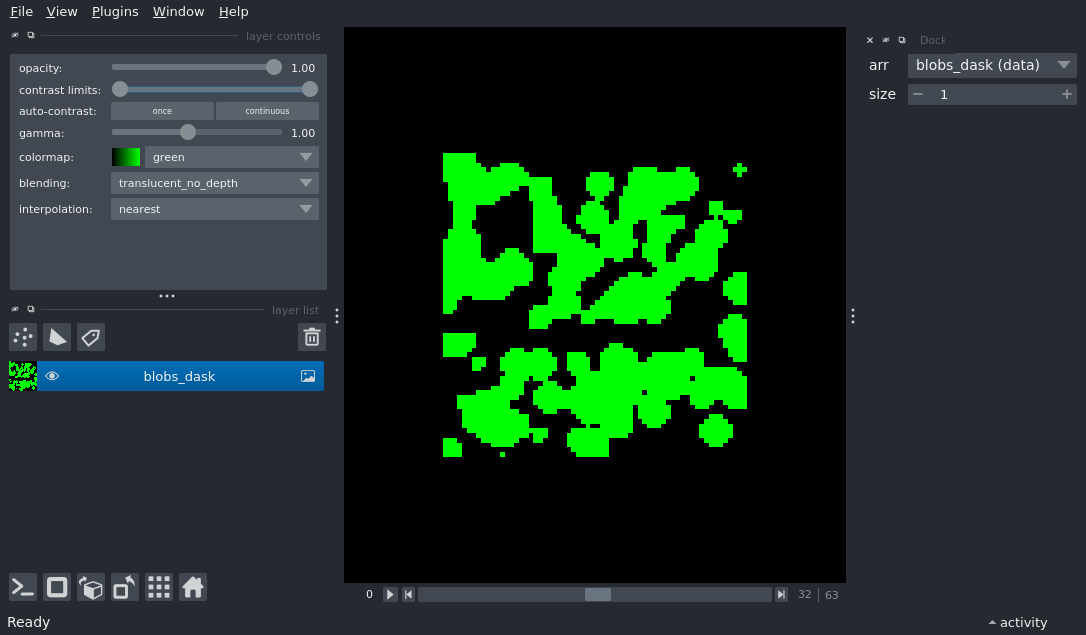 File View Plugins Window Help
layer controls
opacity: 1.00
contrast limits:
auto-contrast: once continuous
gamma: 1.00
colormap: green
blending: translucent_no_depth
interpolation: nearest
layer list
blobs_dask
Dock
arr blobs_dask (data)
size 1
0 32 63
Ready
activity